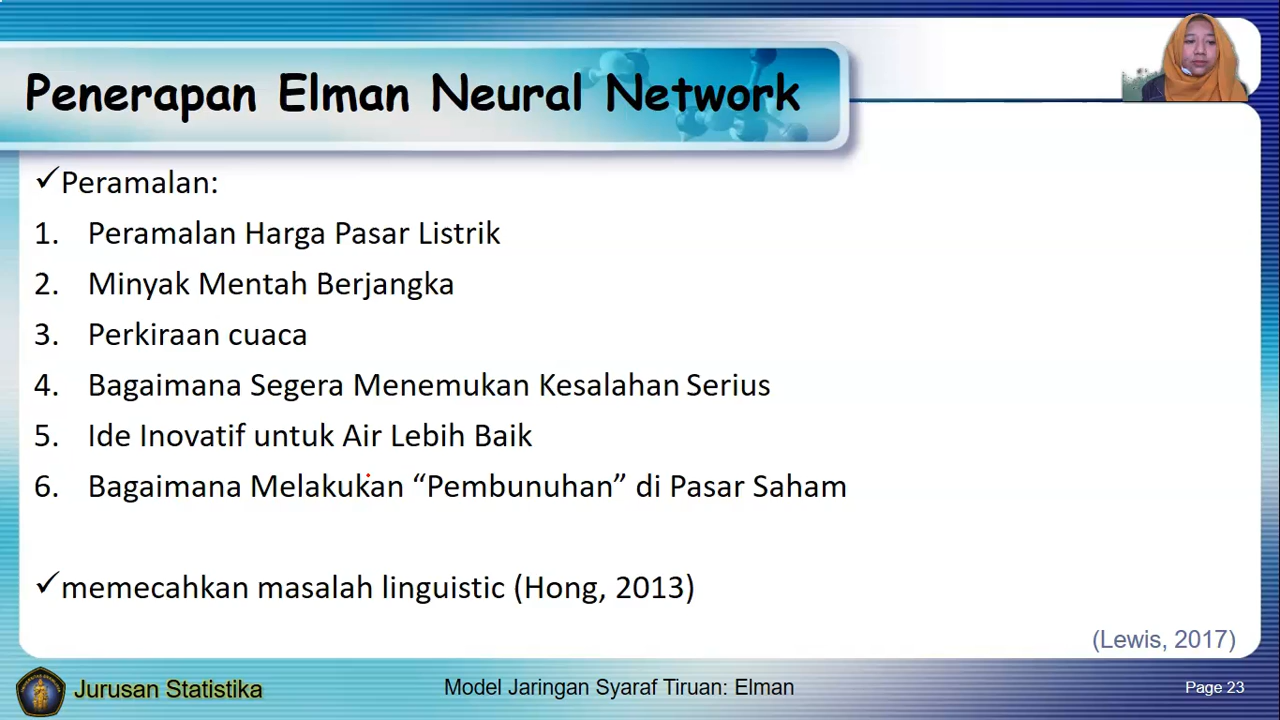 Penerapan Elman Neural Network
✓Peramalan:
1. Peramalan Harga Pasar Listrik
2. Minyak Mentah Berjangka
3. Perkiraan cuaca
4. Bagaimana Segera Menemukan Kesalahan Serius
5. Ide Inovatif untuk Air Lebih Baik
6. Bagaimana Melakukan “Pembunuhan” di Pasar Saham
✓memecahkan masalah linguistic (Hong, 2013)
(Lewis, 2017)
Jurusan Statistika
Model Jaringan Syaraf Tiruan: Elman
Page 23